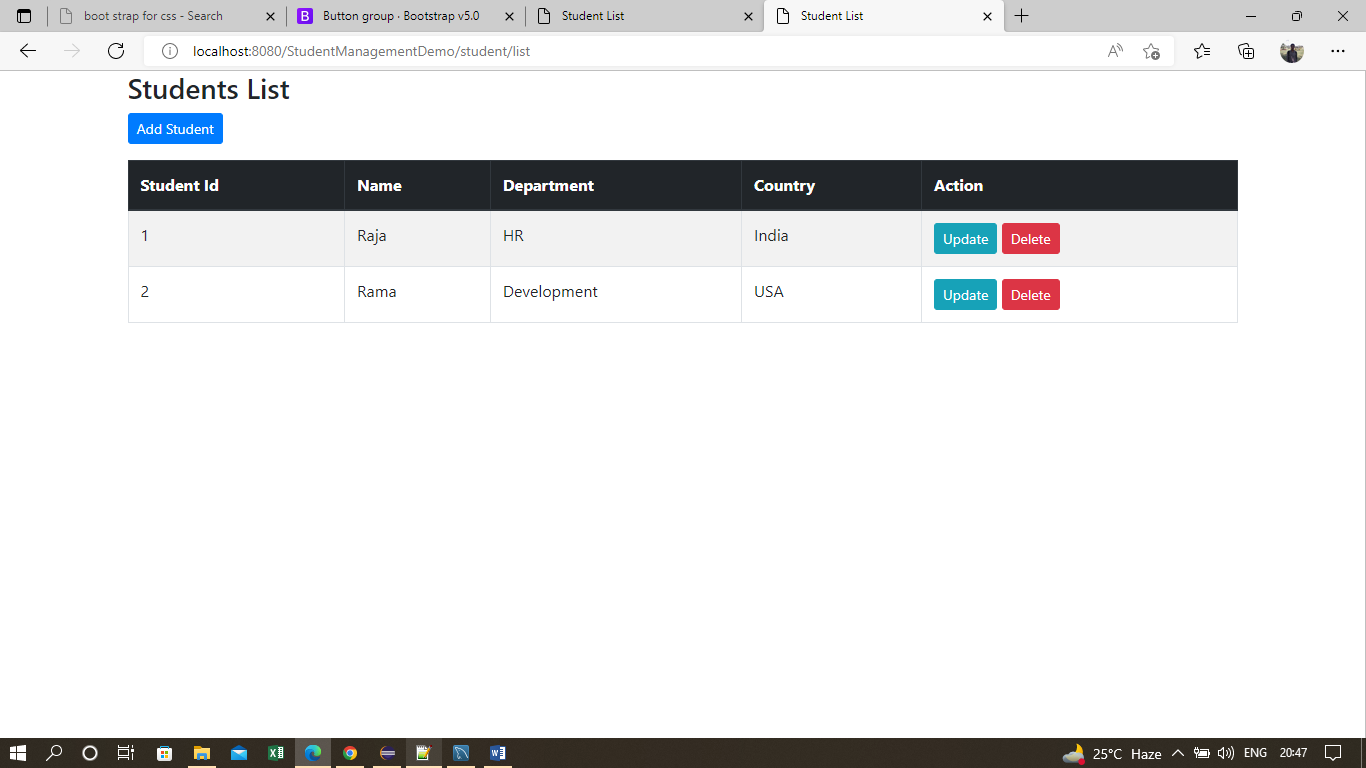 boot strap for css - Search
Button group · Bootstrap v5.0
Student List
Student List
localhost:8080/StudentManagementDemo/student/list
Students List
Add Student
Student Id Name Department Country Action
1 Raja HR India Update Delete
2 Rama Development USA Update Delete
25°C Haze ENG 20:47